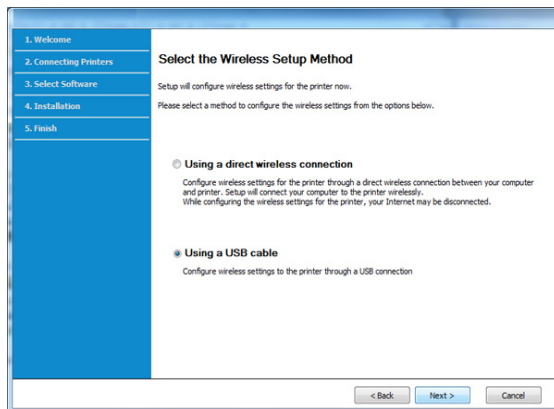 1. Welcome
2. Connecting Printers
3. Select Software
4. Installation
5. Finish
Select the Wireless Setup Method
Setup will configure wireless settings for the printer now.
Please select a method to configure the wireless settings from the options below.
Using a direct wireless connection
Configure wireless settings for the printer through a direct wireless connection between your computer
and printer. Setup will connect your computer to the printer wirelessly.
While configuring the wireless settings for the printer, your Internet may be disconnected.
Using a USB cable
Configure wireless settings to the printer through a USB connection
< Back Next > Cancel